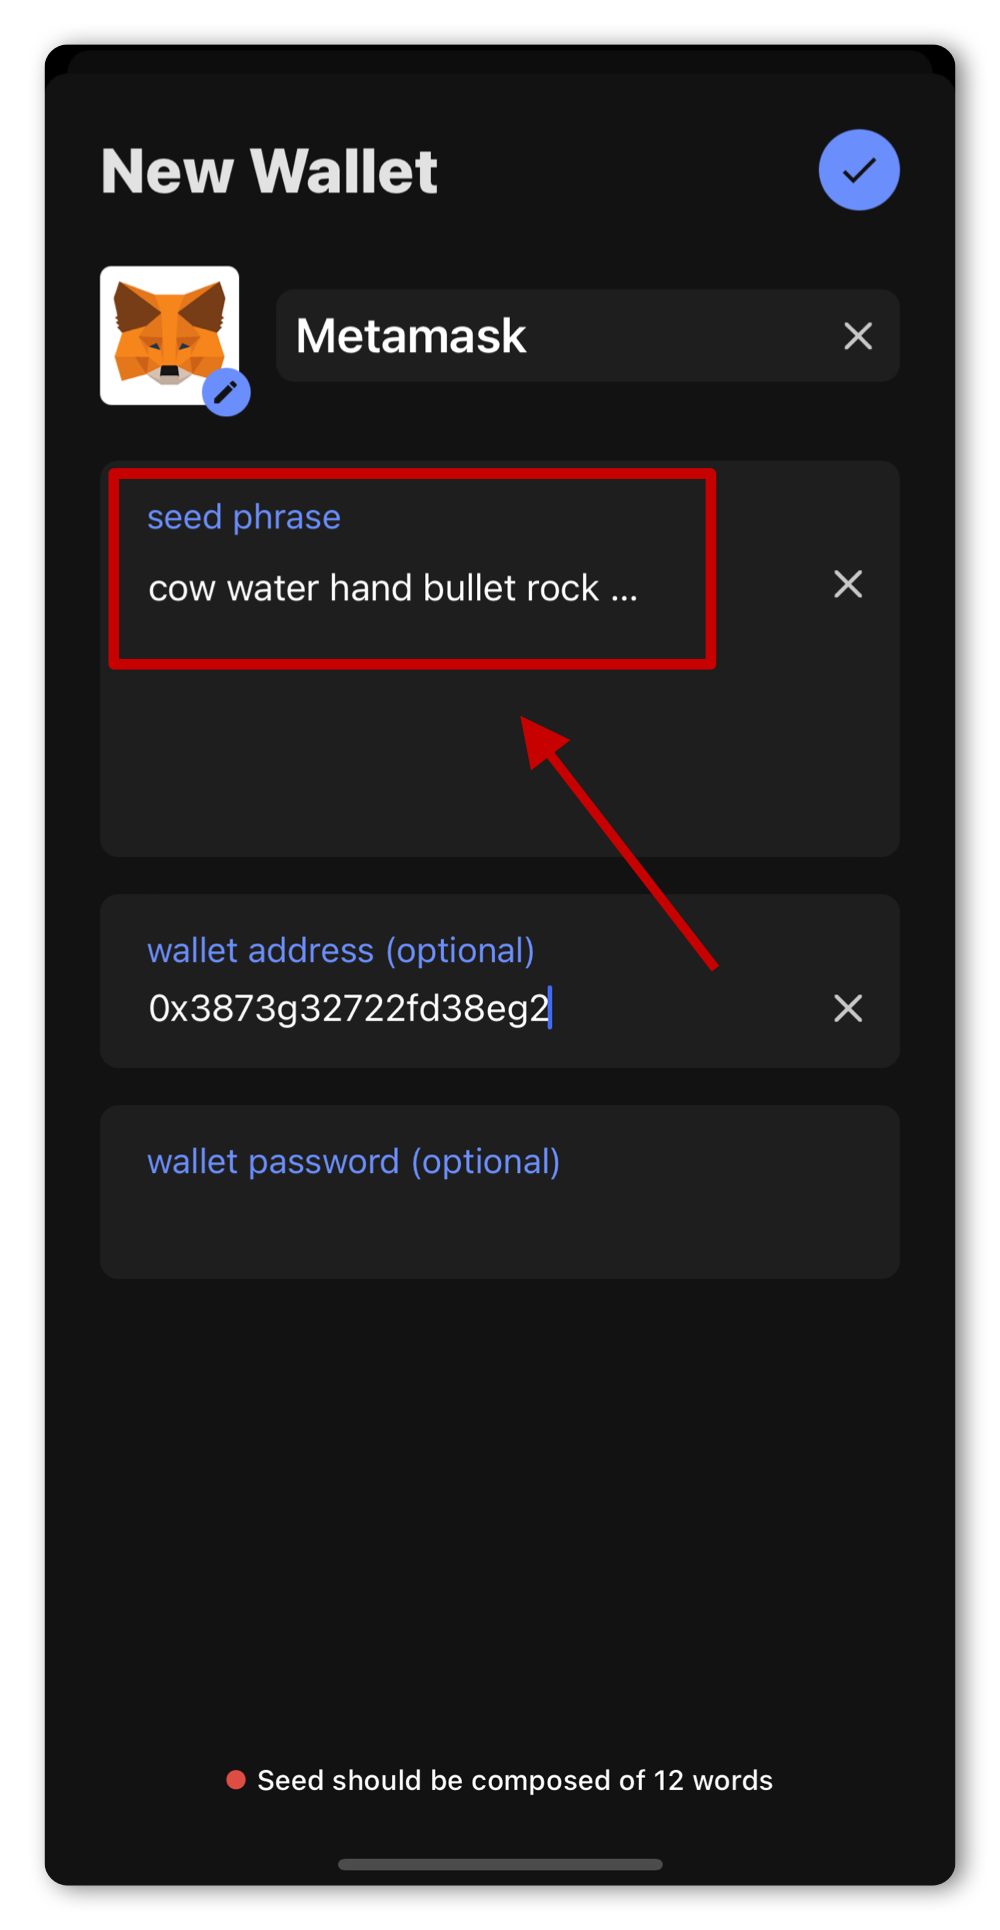 New Wallet
Metamask
seed phrase
cow water hand bullet rock ...
wallet address (optional)
0x3873g32722fd38eg2
wallet password (optional)
Seed should be composed of 12 words